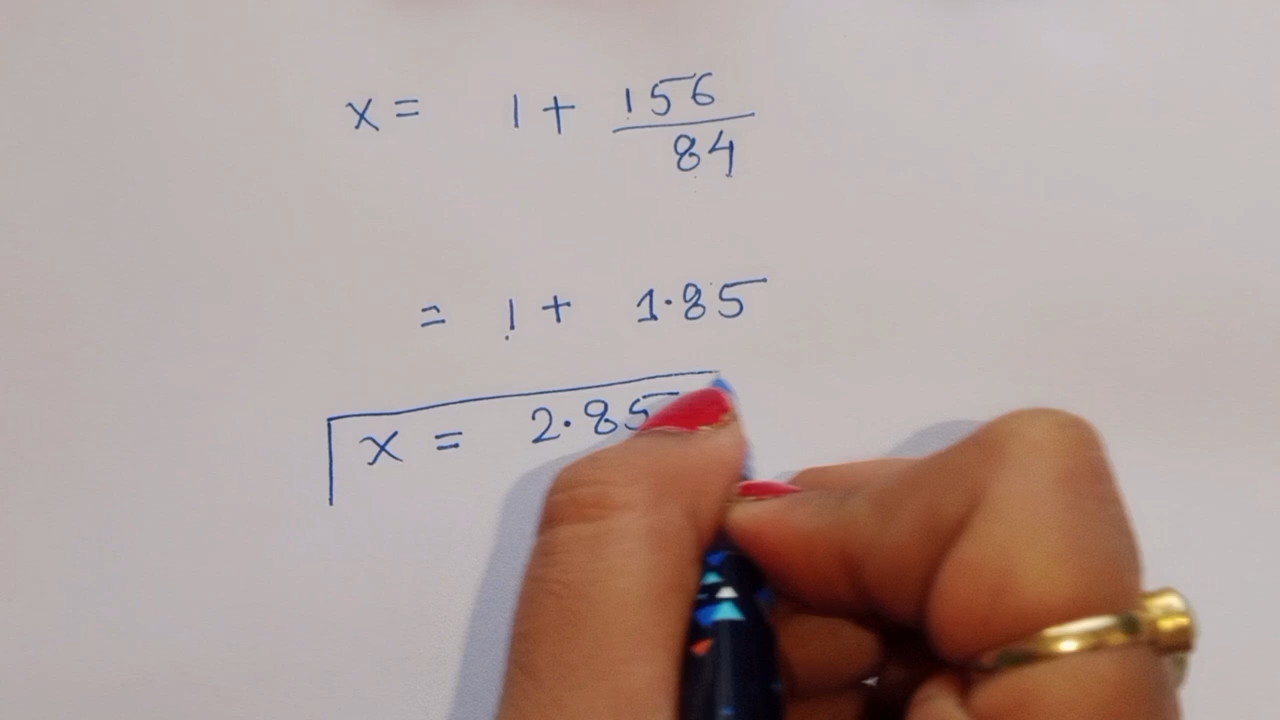 x = 1 + 156/84
= 1 + 1.85
x = 2.85